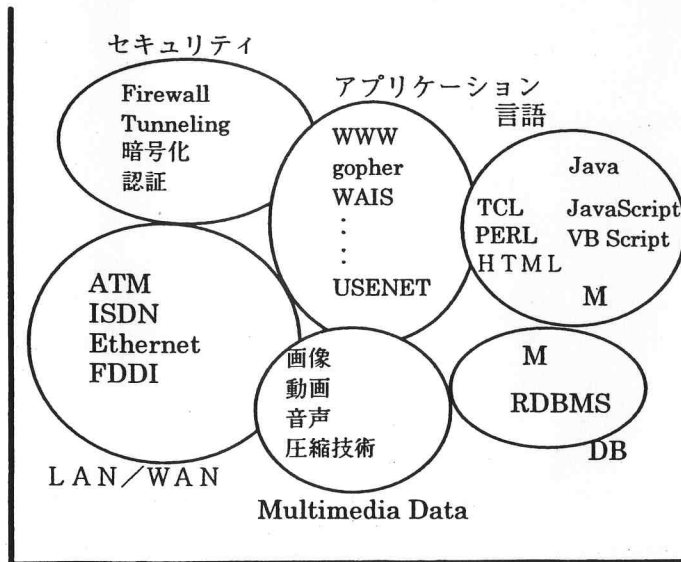 セキュリティ
Firewall
Tunneling
暗号化
認証
アプリケーション
WWW
gopher
WAIS
:
:
USENET
言語
Java
TCL JavaScript
PERL VB Script
ＨＴＭＬ
M
ATM
ISDN
Ethernet
FDDI
ＬＡＮ／ＷＡＮ
画像
動画
音声
圧縮技術
Multimedia Data
M
RDBMS
DB